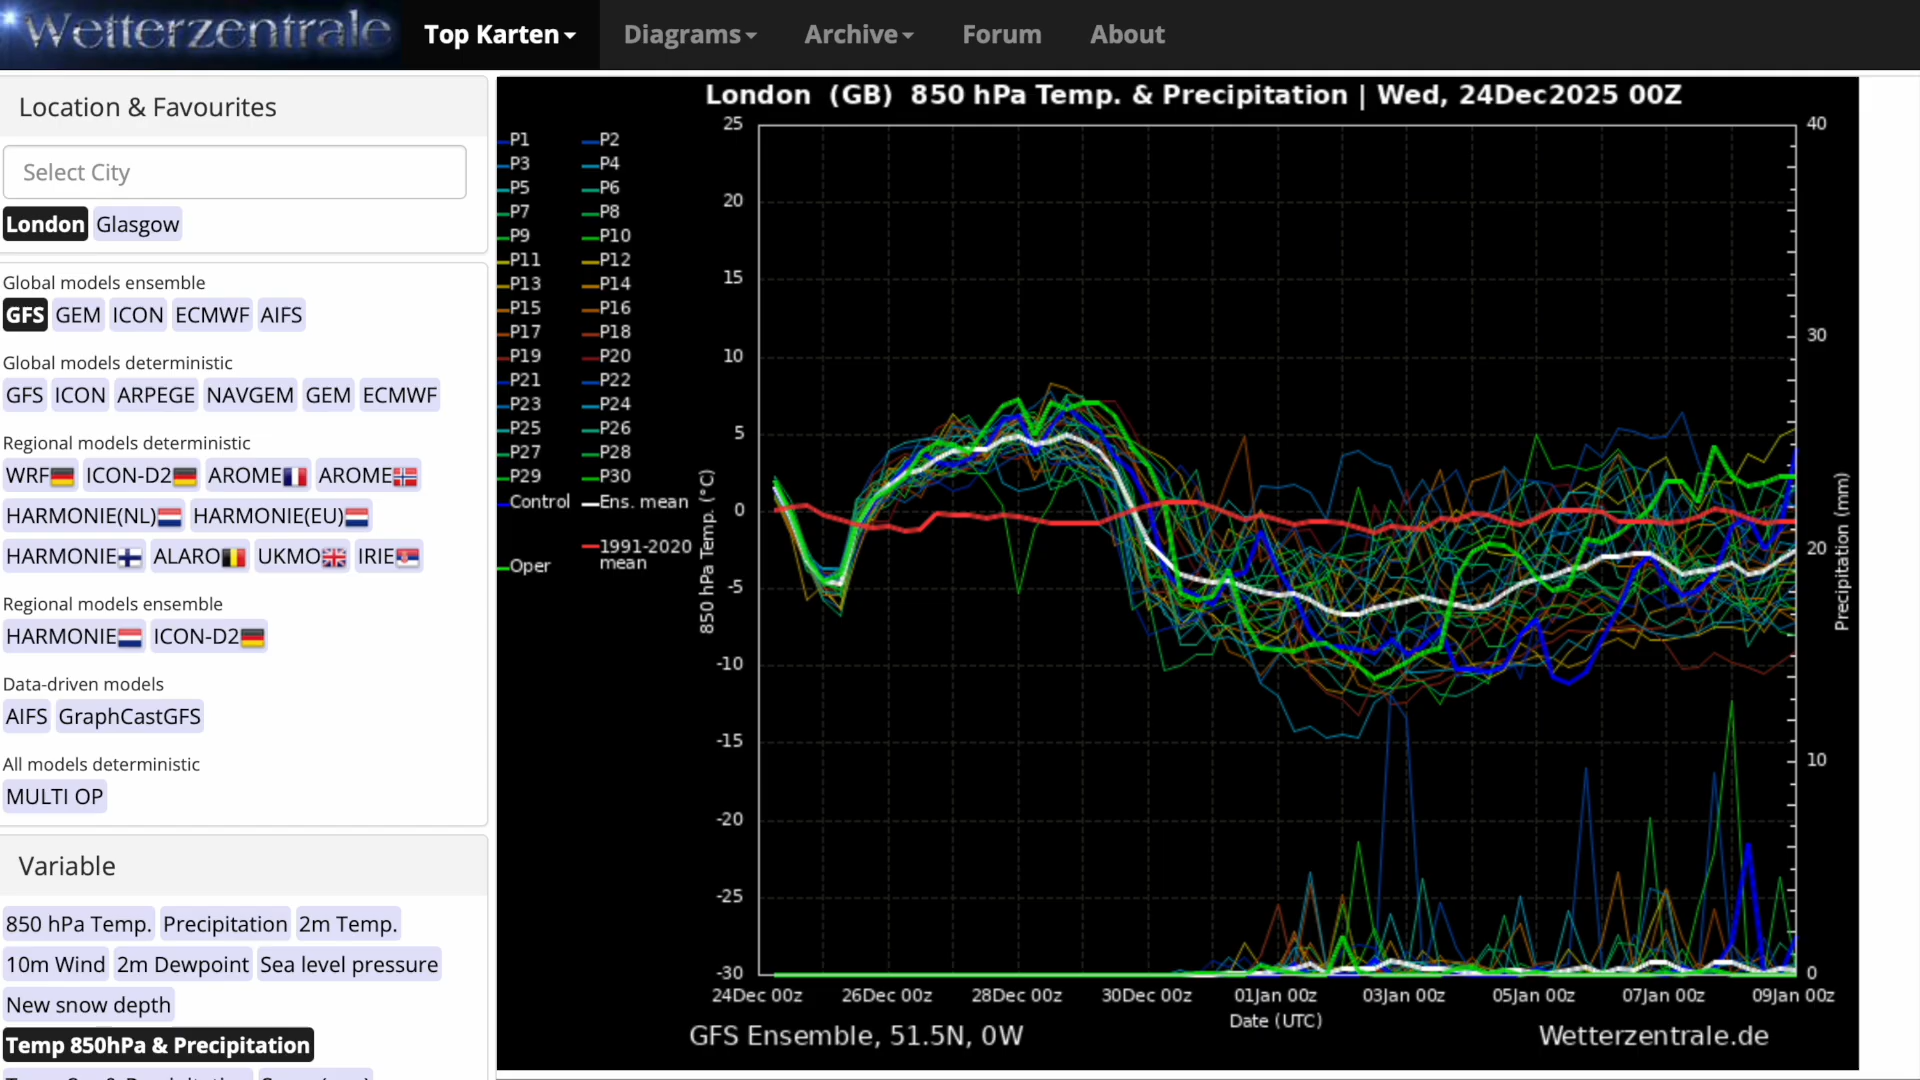 Wetterzentrale
Top Karten
Diagrams
Archive
Forum
About
Location & Favourites
Select City
London Glasgow
Global models ensemble
GFS GEM ICON ECMWF AIFS
Global models deterministic
GFS ICON ARPEGE NAVGEM GEM ECMWF
Regional models deterministic
WRF ICON-D2 AROME AROME
HARMONIE(NL) HARMONIE(EU)
HARMONIE ALARO UKMO IRIE
Regional models ensemble
HARMONIE ICON-D2
Data-driven models
AIFS GraphCastGFS
All models deterministic
MULTI OP
Variable
850 hPa Temp. Precipitation 2m Temp.
10m Wind 2m Dewpoint Sea level pressure
New snow depth
Temp 850hPa & Precipitation
London (GB) 850 hPa Temp. & Precipitation | Wed, 24Dec2025 00Z
P1 P2
P3 P4
P5 P6
P7 P8
P9 P10
P11 P12
P13 P14
P15 P16
P17 P18
P19 P20
P21 P22
P23 P24
P25 P26
P27 P28
P29 P30
Control Ens. mean
Oper 1991-2020 mean
850 hPa Temp. (°C)
25
20
15
10
5
0
-5
-10
-15
-20
-25
-30
40
30
20
10
0
Precipitation (mm)
24Dec 00z 26Dec 00z 28Dec 00z 30Dec 00z 01Jan 00z 03Jan 00z 05Jan 00z 07Jan 00z 09Jan 00z
Date (UTC)
GFS Ensemble, 51.5N, 0W
Wetterzentrale.de